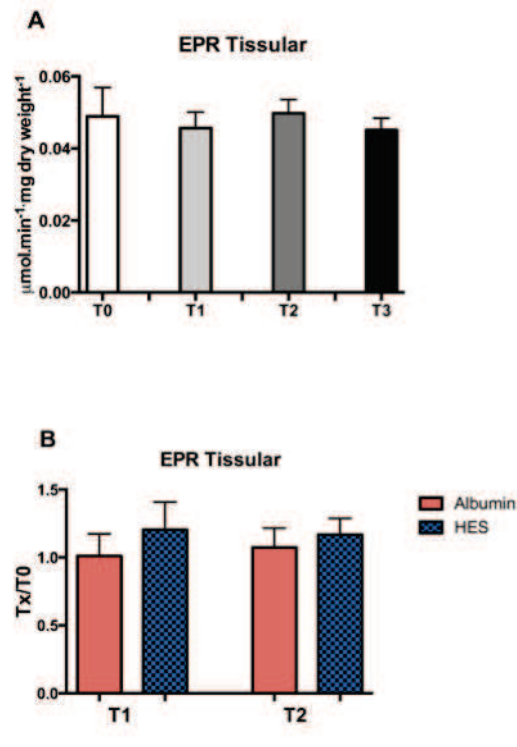 A
EPR Tissular
μmol.min⁻¹·mg dry weight⁻¹
0.06
0.04
0.02
0.00
T0 T1 T2 T3
B
EPR Tissular
Tx/T0
1.5
1.0
0.5
0.0
T1 T2
Albumin
HES